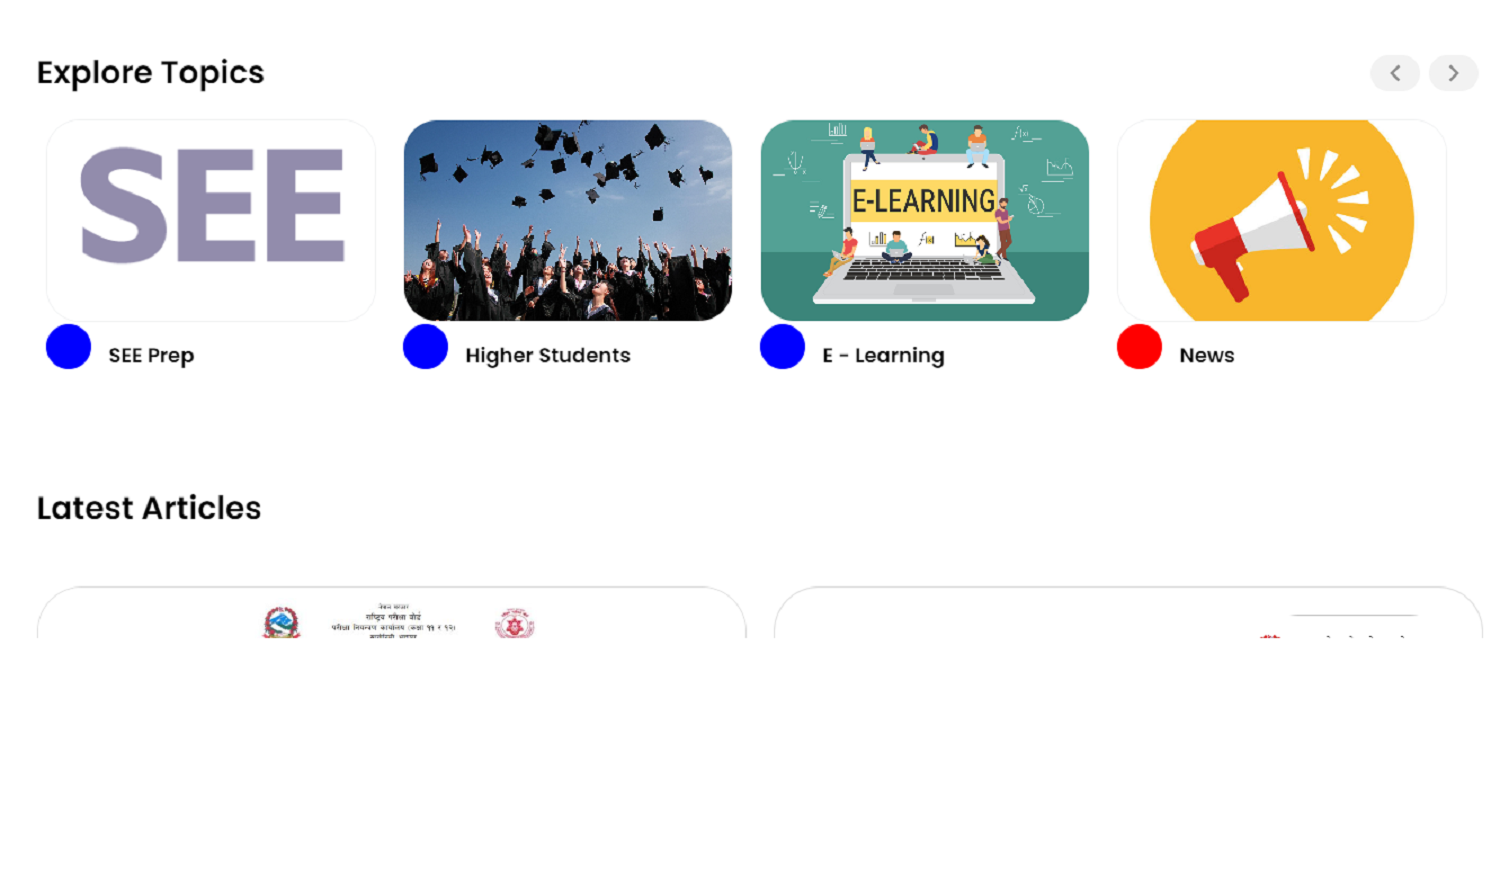 Explore Topics
SEE
E-LEARNING
SEE Prep
Higher Students
E - Learning
News
Latest Articles
नेपाल सरकार
राष्ट्रिय परीक्षा बोर्ड
परीक्षा नियन्त्रण कार्यालय (कक्षा ११ र १२)